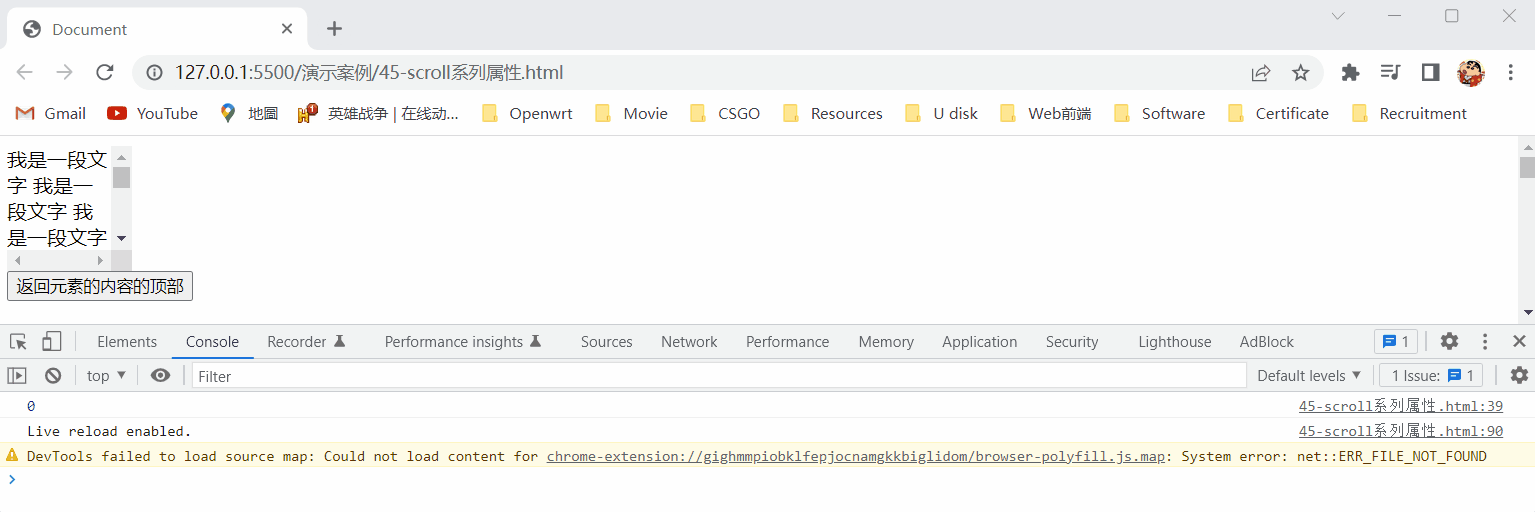 Document
127.0.0.1:5500/演示案例/45-scroll系列属性.html
Gmail YouTube 地圖 英雄战争 | 在线动... Openwrt Movie CSGO Resources U disk Web前端 Software Certificate Recruitment
我是一段文
字 我是一
段文字 我
是一段文字
返回元素的内容的顶部
Elements Console Recorder Performance insights Sources Network Performance Memory Application Security Lighthouse AdBlock 1
top Filter Default levels 1 Issue: 1
0 45-scroll系列属性.html:39
Live reload enabled. 45-scroll系列属性.html:90
DevTools failed to load source map: Could not load content for chrome-extension://gighmmpiobklfepjocnamgkkbiglidom/browser-polyfill.js.map: System error: net::ERR_FILE_NOT_FOUND